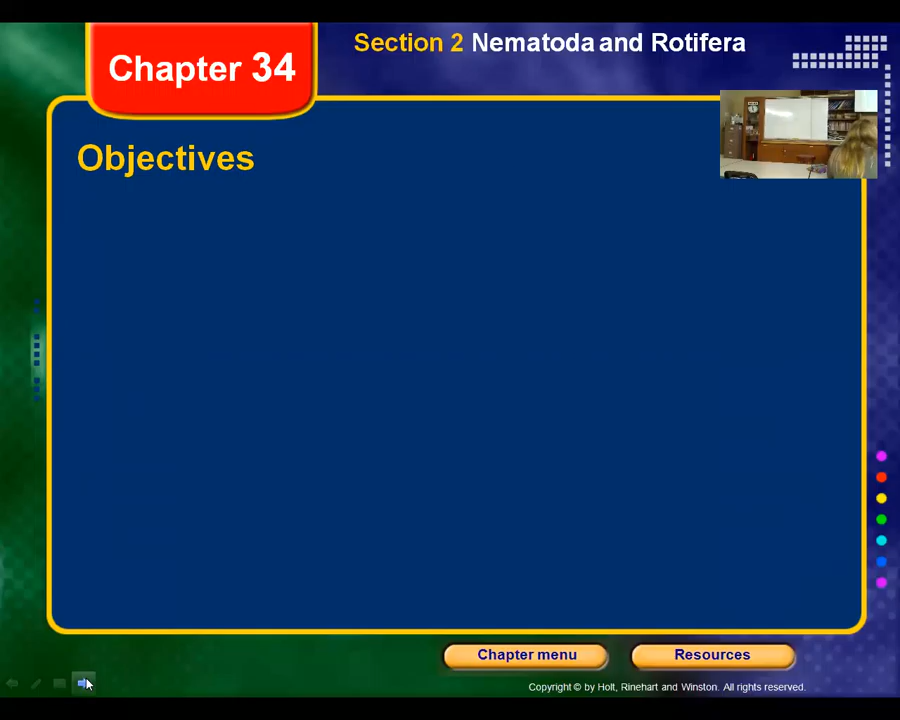 Chapter 34
Section 2 Nematoda and Rotifera
Objectives
Chapter menu
Resources
Copyright © by Holt, Rinehart and Winston. All rights reserved.